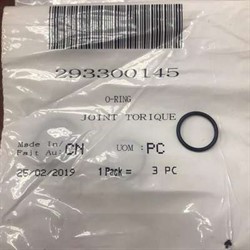 293300145
O-RING
JOINT TORIQUE
Made In/
Fait Au: CN UOM : PC
25/02/2019 1 Pack = 3 PC